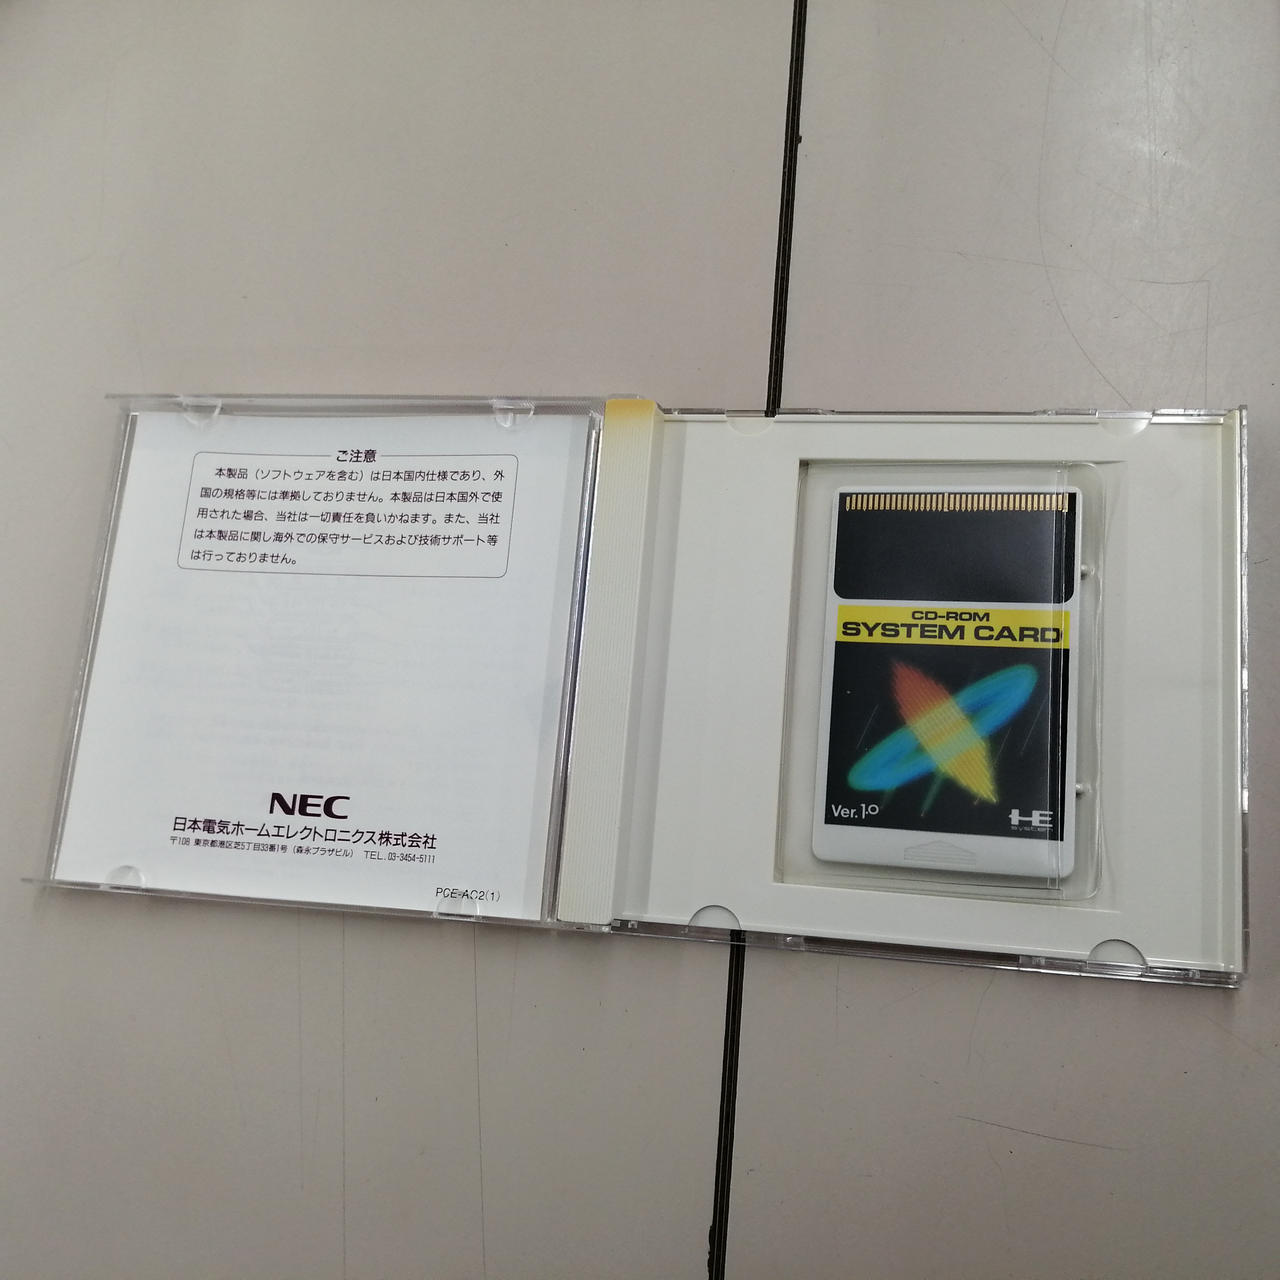 ご注意
本製品（ソフトウェアを含む）は日本国内仕様であり、外
国の規格等には準拠しておりません。本製品は日本国外で使
用された場合、当社は一切責任を負いかねます。また、当社
は本製品に関し海外での保守サービスおよび技術サポート等
は行っておりません。
NEC
日本電気ホームエレクトロニクス株式会社
〒108 東京都港区芝5丁目33番1号（森永プラザビル） TEL.03-3454-5111
PCE-AC2(1)
CD-ROM
SYSTEM CARD
Ver.1.0
HE
system